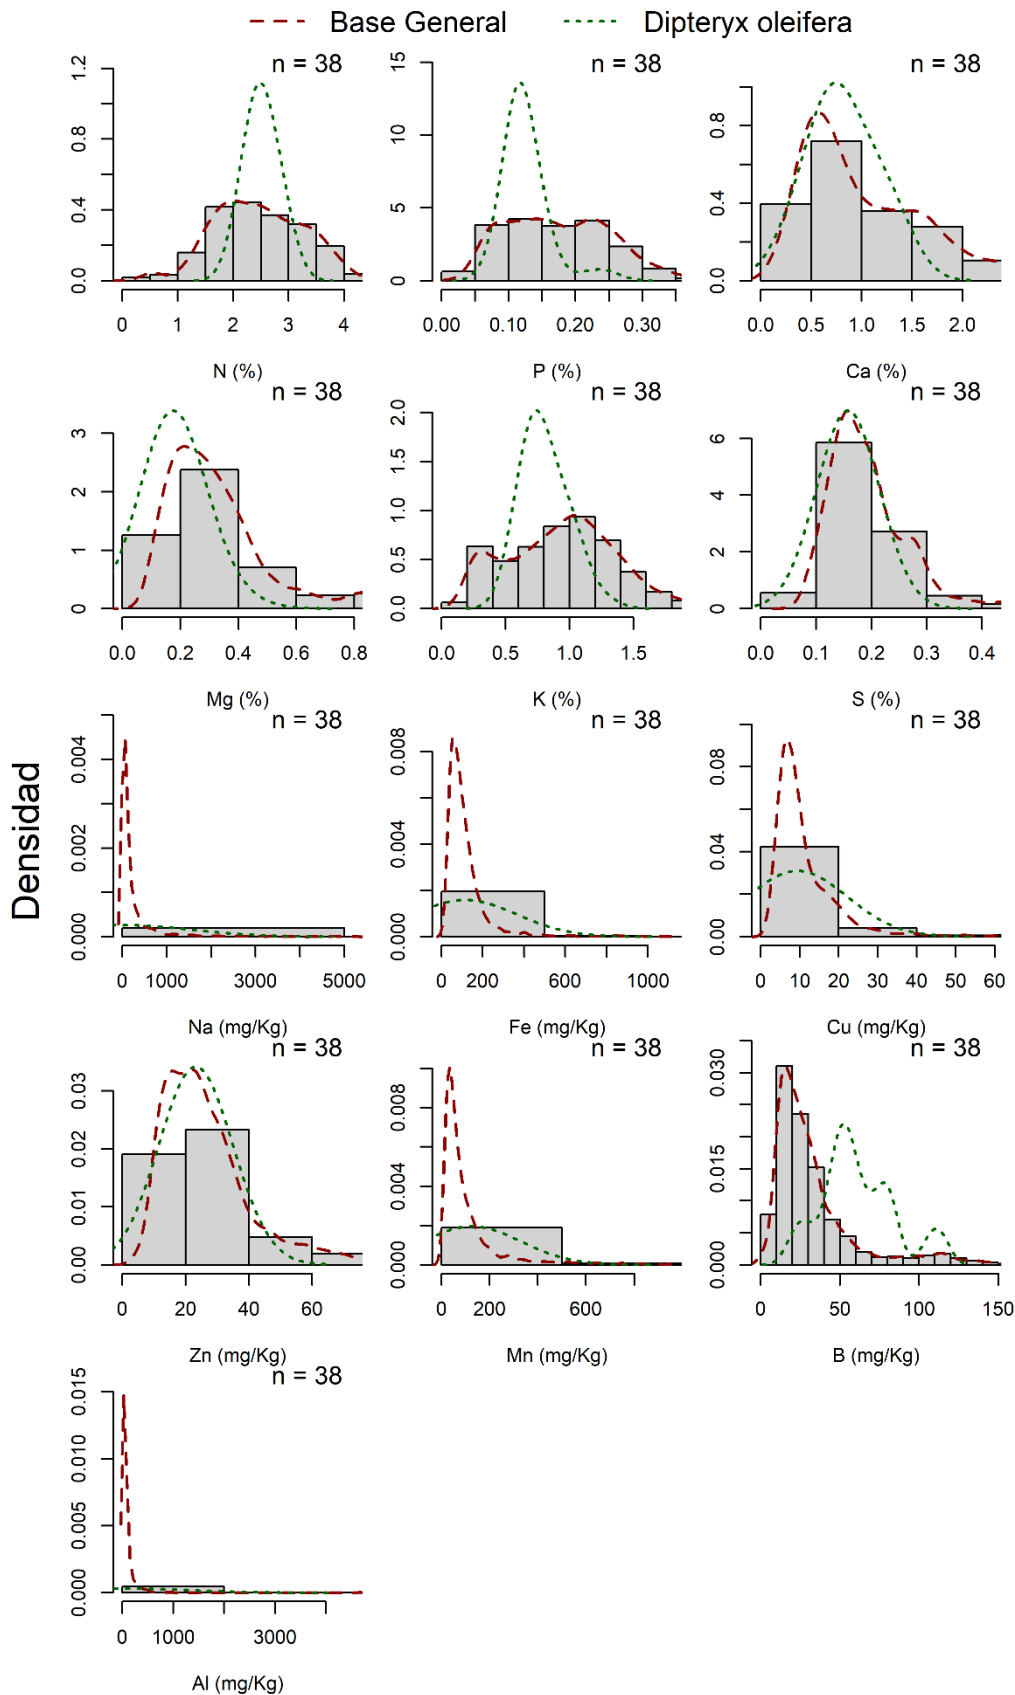 Base General Dipteryx oleifera
n = 38 n = 38 n = 38
0.0 0.4 0.8 1.2
0 5 10 15
0.0 0.4 0.8
0 1 2 3 4
0.00 0.10 0.20 0.30
0.0 0.5 1.0 1.5 2.0
N (%) P (%) Ca (%)
n = 38 n = 38 n = 38
0 1 2 3
0.0 0.5 1.0 1.5 2.0
0 2 4 6
0.0 0.2 0.4 0.6 0.8
0.0 0.5 1.0 1.5
0.0 0.1 0.2 0.3 0.4
Mg (%) K (%) S (%)
n = 38 n = 38 n = 38
Densidad
0.000 0.002 0.004
0.000 0.004 0.008
0.00 0.04 0.08
0 1000 3000 5000
0 200 600 1000
0 10 20 30 40 50 60
Na (mg/Kg) Fe (mg/Kg) Cu (mg/Kg)
n = 38 n = 38 n = 38
0.00 0.01 0.02 0.03
0.000 0.004 0.008
0.000 0.015 0.030
0 20 40 60
0 200 600
0 50 100 150
Zn (mg/Kg) Mn (mg/Kg) B (mg/Kg)
n = 38
0.000 0.005 0.010 0.015
0 1000 3000
Al (mg/Kg)